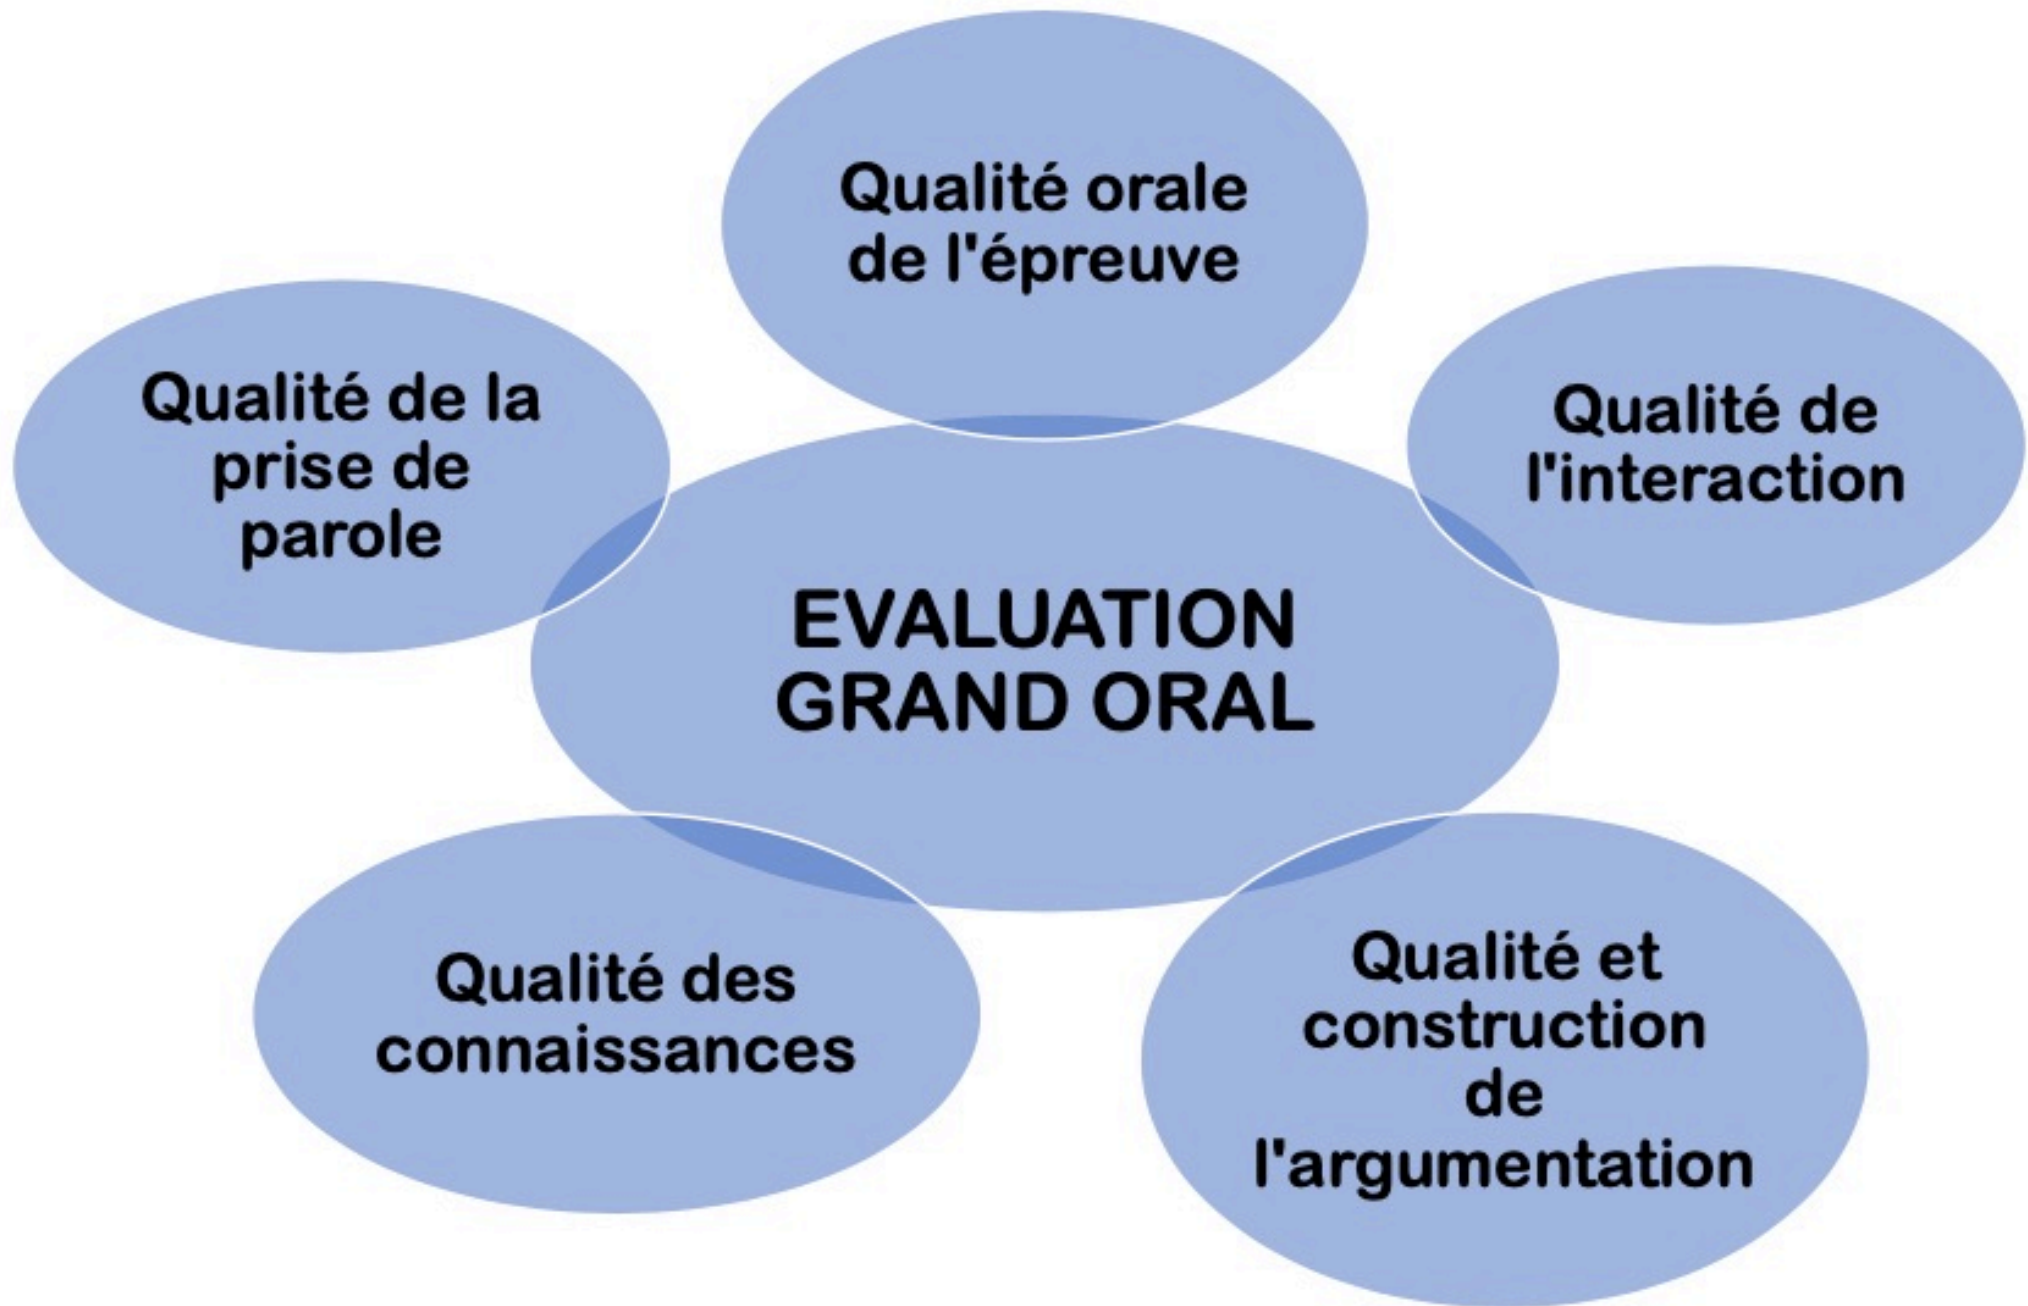 Qualité orale
de l'épreuve
Qualité de la
prise de
parole
Qualité de
l'interaction
EVALUATION
GRAND ORAL
Qualité des
connaissances
Qualité et
construction
de
l'argumentation